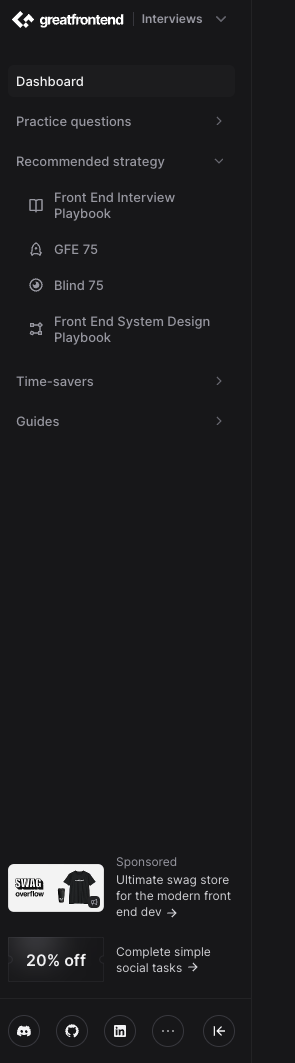 greatfrontend Interviews
Dashboard
Practice questions
Recommended strategy
Front End Interview
Playbook
GFE 75
Blind 75
Front End System Design
Playbook
Time-savers
Guides
Sponsored
SWAG
overflow
Ultimate swag store
for the modern front
end dev →
20% off
Complete simple
social tasks →
in